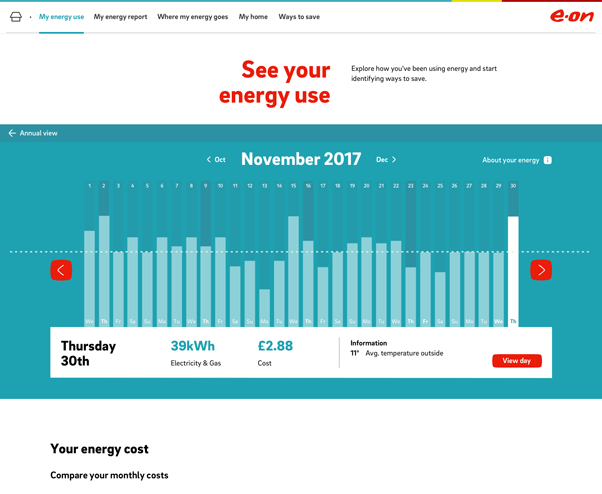 My energy use
My energy report
Where my energy goes
My home
Ways to save
e·on
See your
energy use
Explore how you've been using energy and start
identifying ways to save.
Annual view
Oct
November 2017
Dec
About your energy
1 2 3 4 5 6 7 8 9 10 11 12 13 14 15 16 17 18 19 20 21 22 23 24 25 26 27 28 29 30
We Th Fr Sa Su Mo Tu We Th Fr Sa Su Mo Tu We Th Fr Sa Su Mo Tu We Th Fr Sa Su Mo Tu We Th
Thursday
30th
39kWh
Electricity & Gas
£2.88
Cost
Information
11° Avg. temperature outside
View day
Your energy cost
Compare your monthly costs